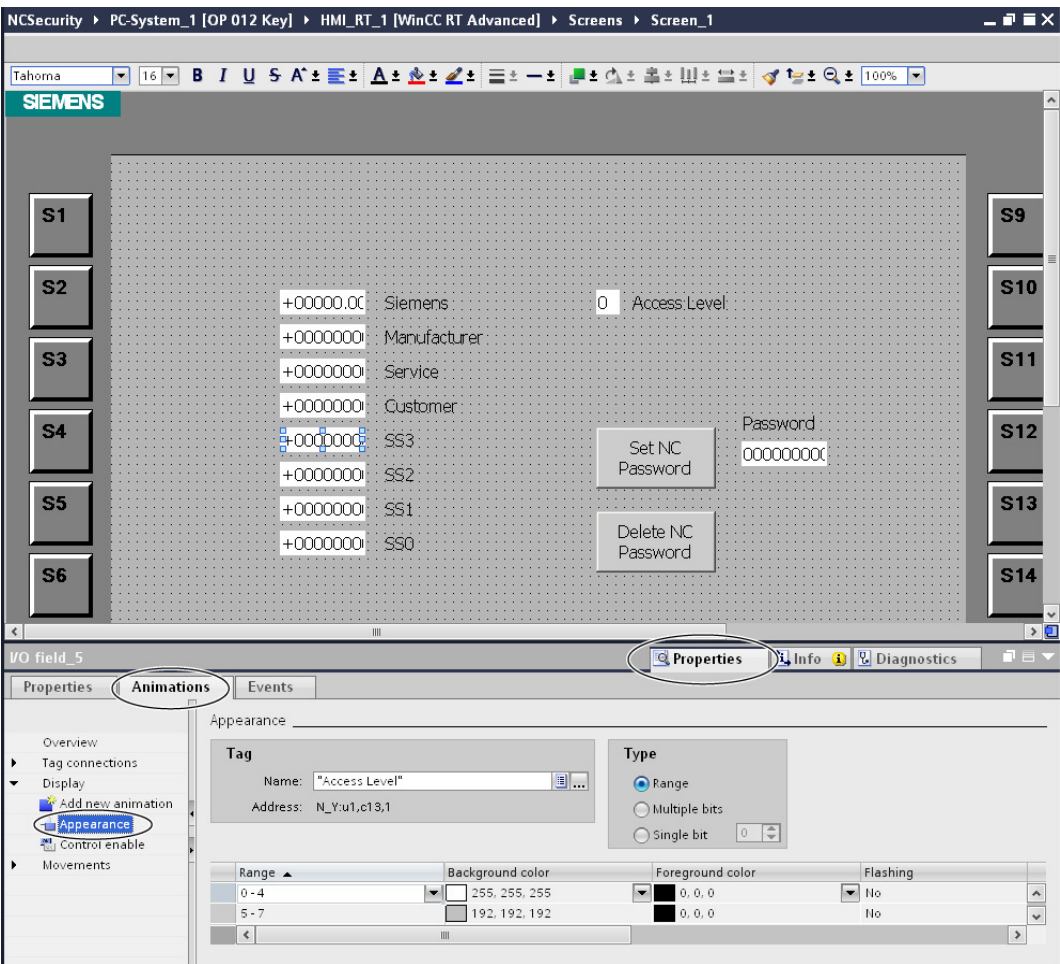 NCSecurity ▸ PC-System_1 [OP 012 Key] ▸ HMI_RT_1 [WinCC RT Advanced] ▸ Screens ▸ Screen_1
Tahoma 16 B I U S A A 100%
SIEMENS
S1 S9
S2 S10
+00000.00 Siemens 0 Access Level
+0000000 Manufacturer
S3 S11
+0000000 Service
+0000000 Customer
S4 Password S12
+0000000 SS3 Set NC Password 000000000
+0000000 SS2
S5 S13
+0000000 SS1
+0000000 SS0 Delete NC Password
S6 S14
I/O field_5 Properties Info Diagnostics
Properties Animations Events
Appearance
Overview
Tag connections
Display
Add new animation
Appearance
Control enable
Movements
Tag
Name: "Access Level" ...
Address: N_Y:u1,c13,1
Type
Range
Multiple bits
Single bit 0
Range Background color Foreground color Flashing
0 - 4 255, 255, 255 0, 0, 0 No
5 - 7 192, 192, 192 0, 0, 0 No